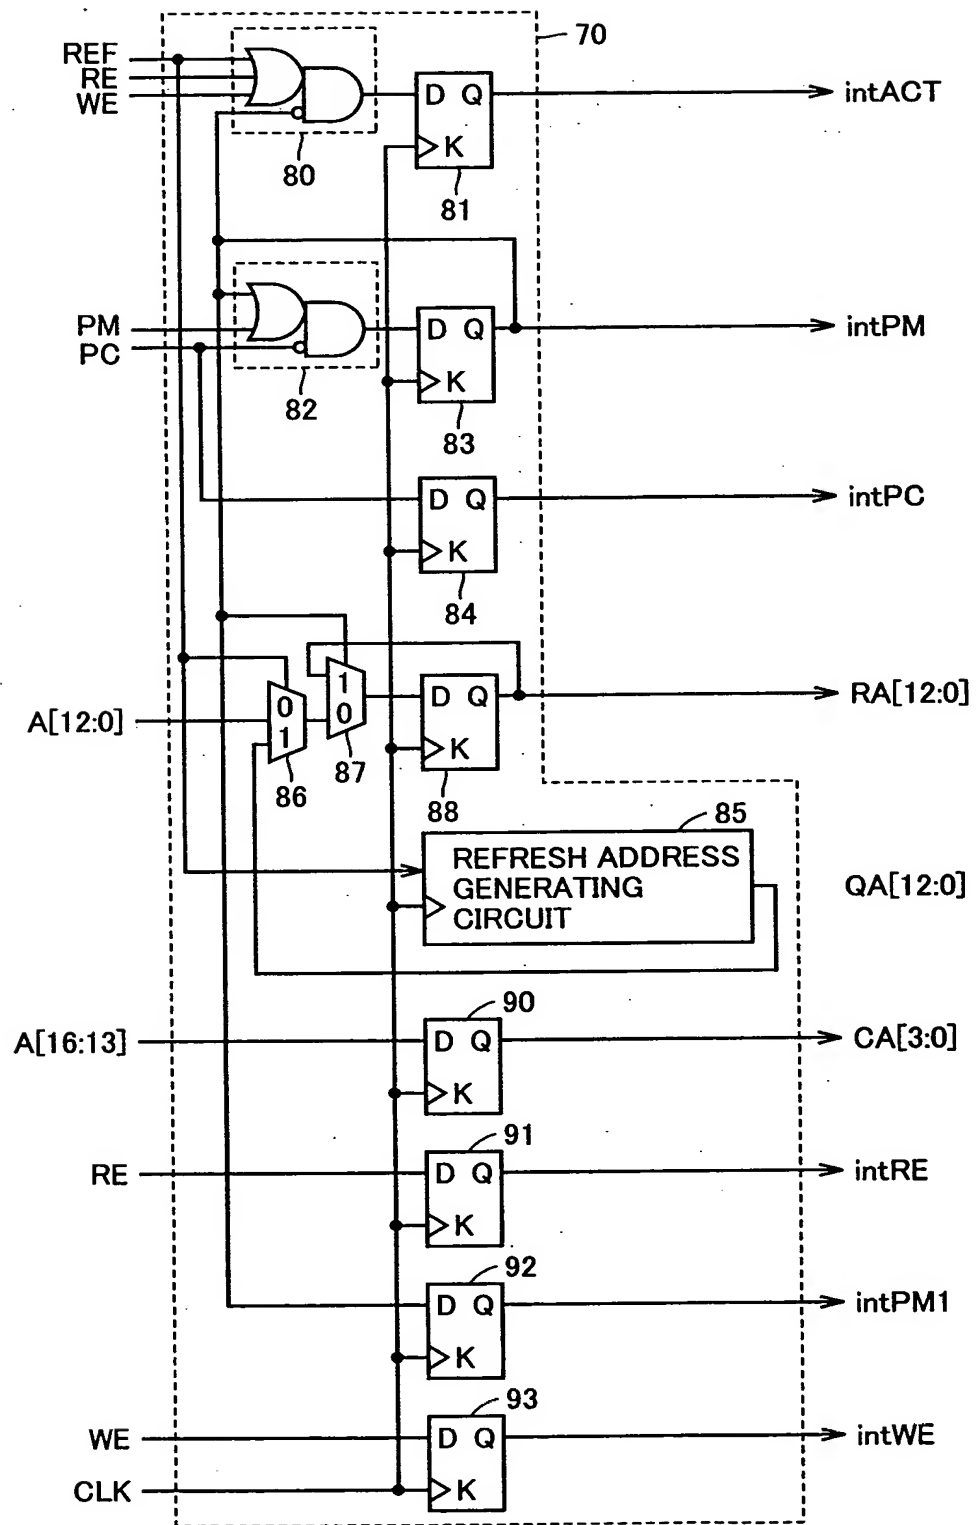 REF
RE
WE
80
D Q
K
81
70
intACT
PM
PC
82
D Q
K
83
intPM
D Q
K
84
intPC
A[12:0]
0
1
86
1
0
87
D Q
K
88
RA[12:0]
85
REFRESH ADDRESS
GENERATING
CIRCUIT
QA[12:0]
A[16:13]
90
D Q
K
CA[3:0]
RE
91
D Q
K
intRE
92
D Q
K
intPM1
WE
93
D Q
K
intWE
CLK